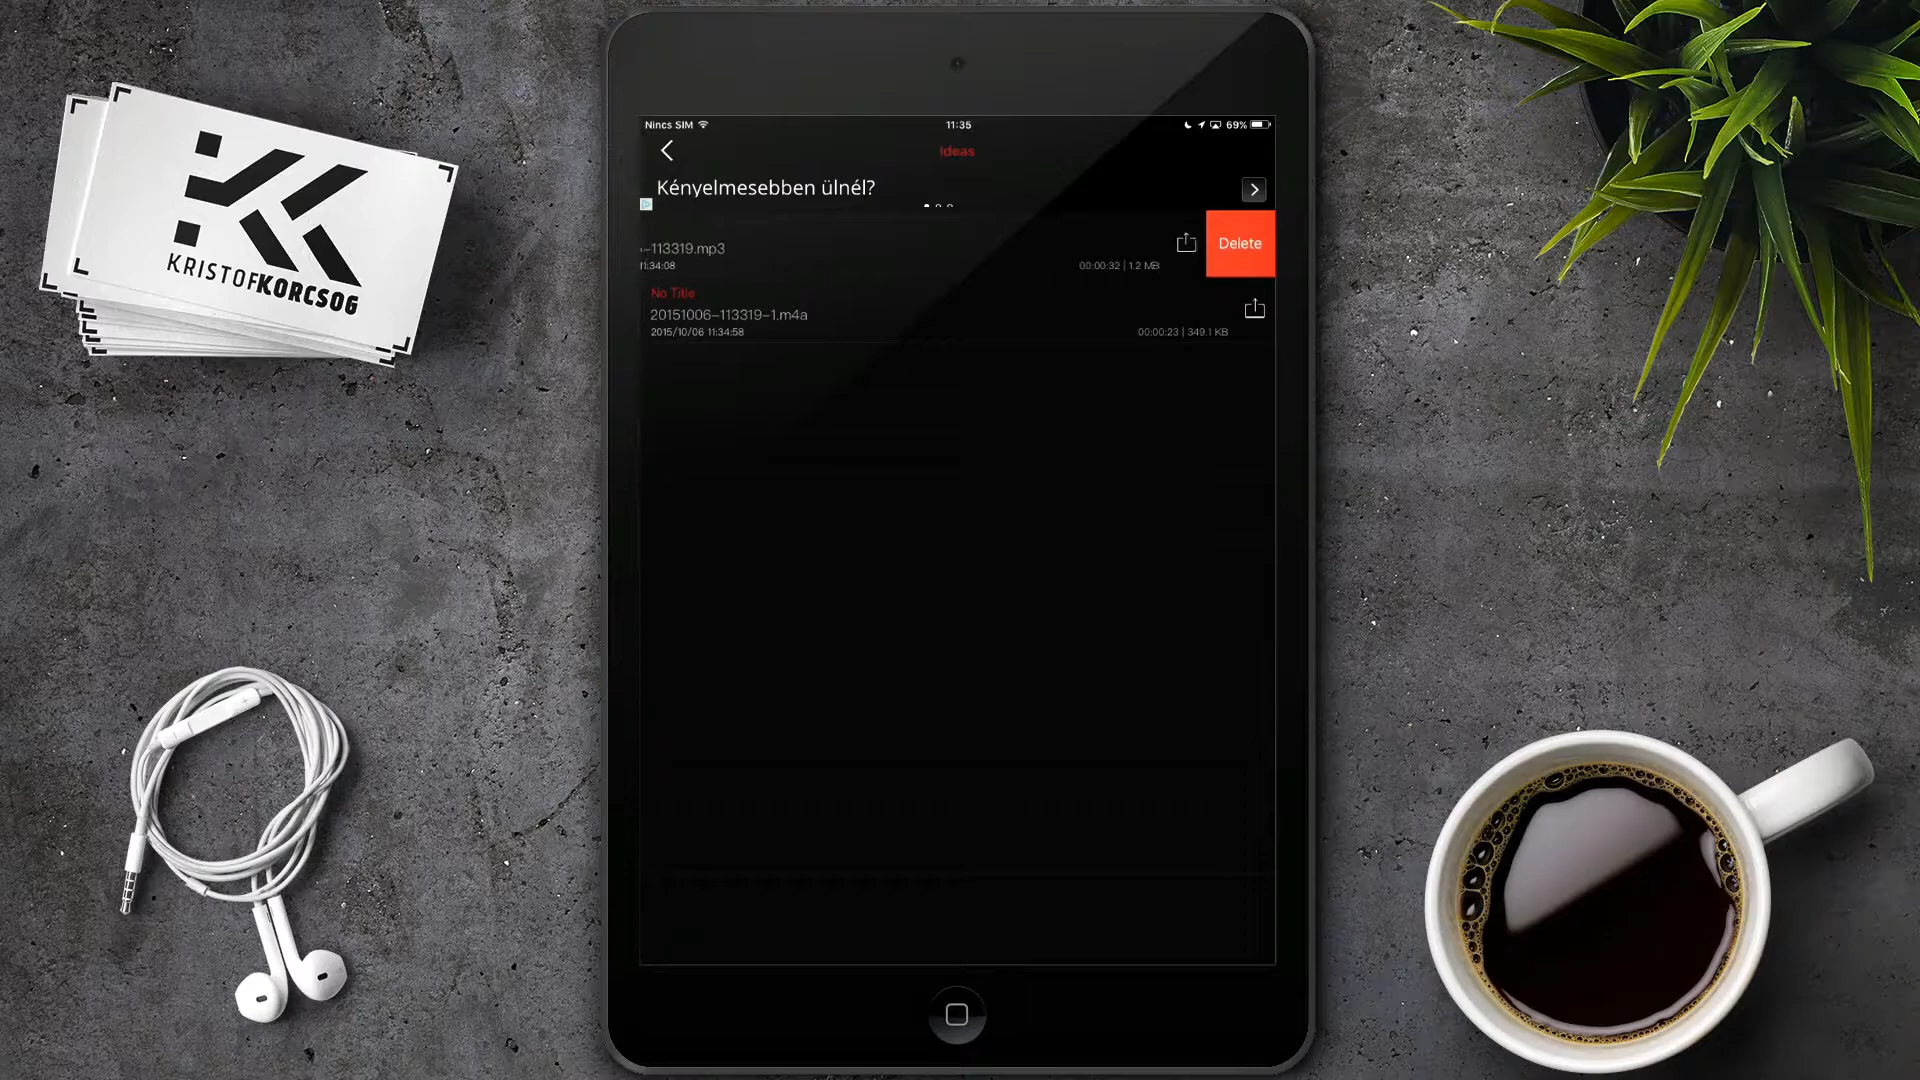 KRISTOFKORCSOG
Nincs SIM 11:35 69%
Ideas
Kényelmesebben ülnél?
-113319.mp3
11:34:08 00:00:32 | 1.2 MB
Delete
No Title
20151006-113319-1.m4a
2015/10/06 11:34:58 00:00:23 | 349.1 KB